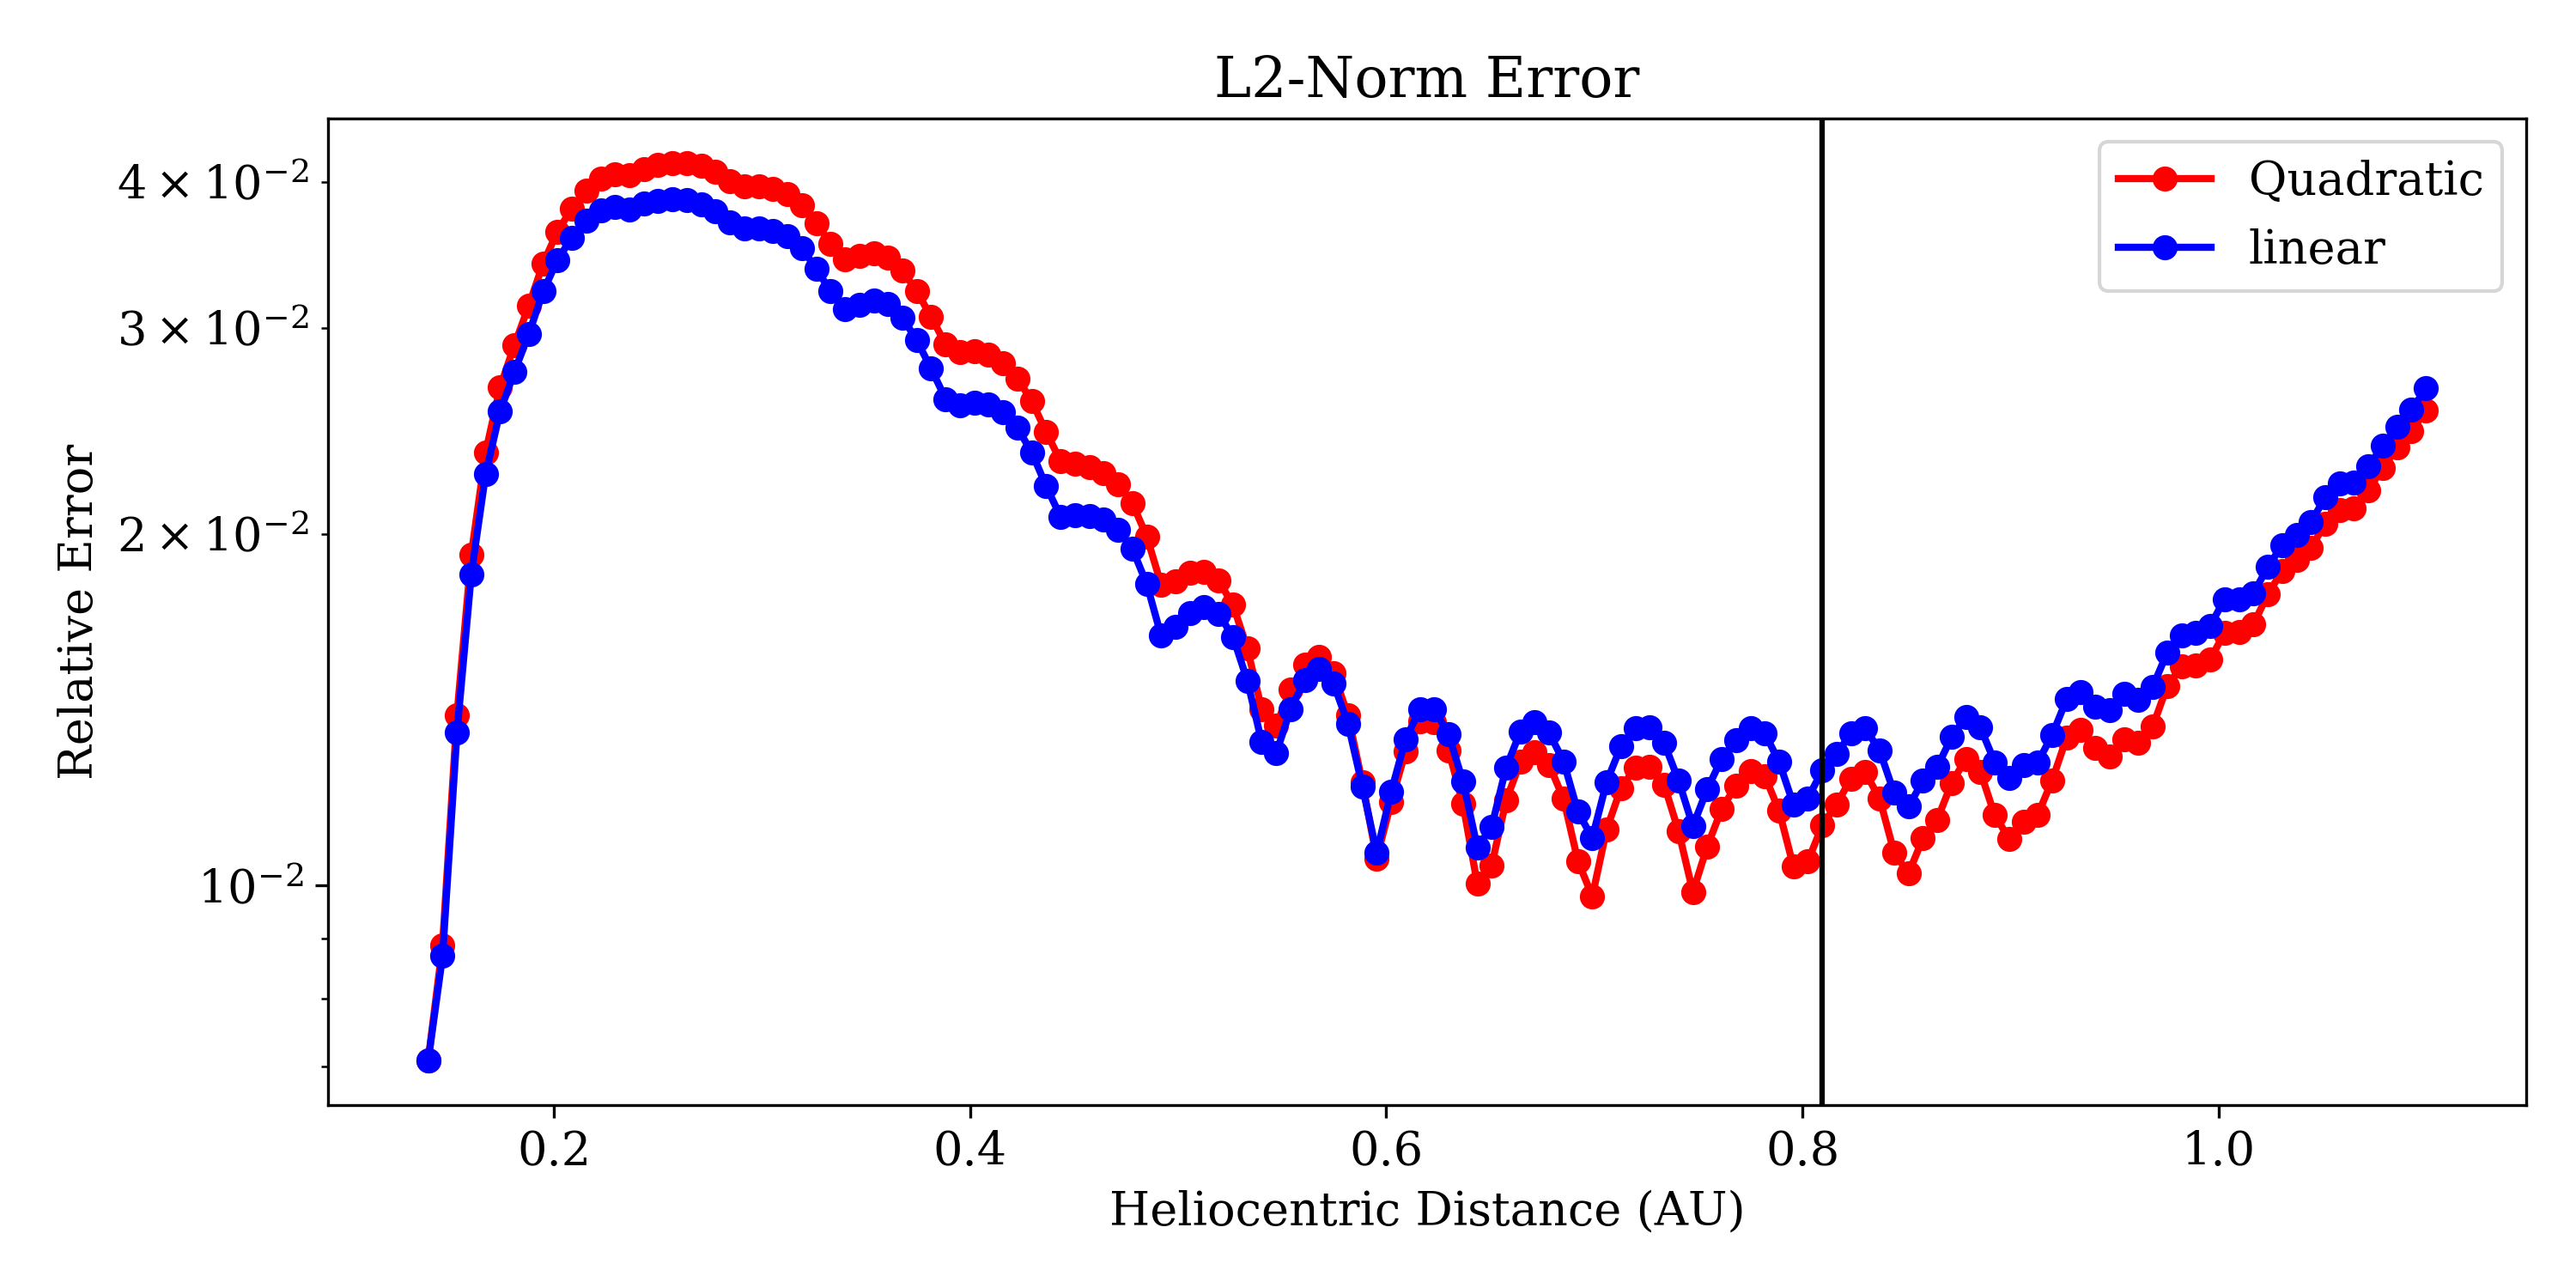 L2-Norm Error
Quadratic
linear
Relative Error
4 × 10⁻²
3 × 10⁻²
2 × 10⁻²
10⁻²
0.2 0.4 0.6 0.8 1.0
Heliocentric Distance (AU)